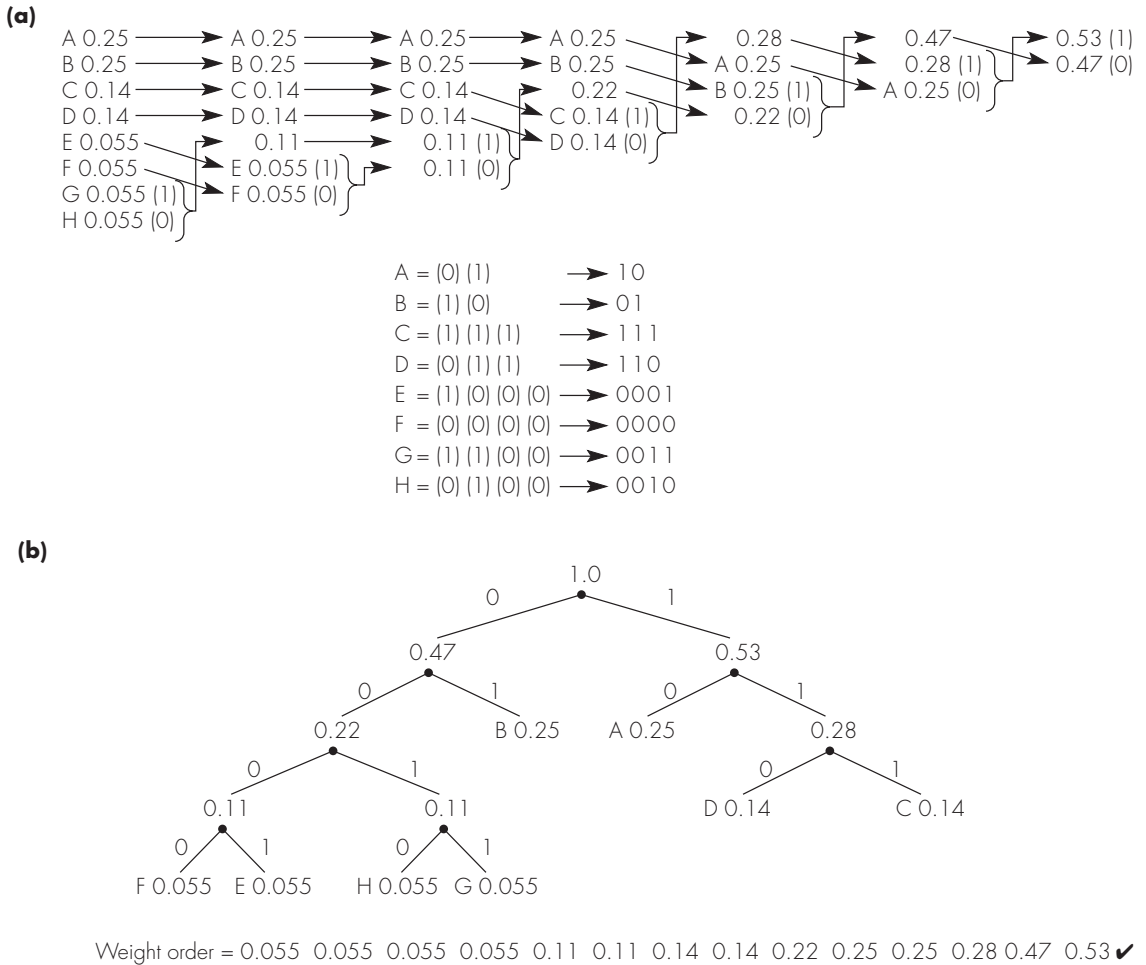 (a)
A 0.25 A 0.25 A 0.25 A 0.25 0.28 0.47 0.53 (1)
B 0.25 B 0.25 B 0.25 B 0.25 A 0.25 0.28 (1) 0.47 (0)
C 0.14 C 0.14 C 0.14 0.22 B 0.25 (1) A 0.25 (0)
D 0.14 D 0.14 D 0.14 C 0.14 (1) 0.22 (0)
E 0.055 0.11 0.11 (1) D 0.14 (0)
F 0.055 E 0.055 (1) 0.11 (0)
G 0.055 (1) F 0.055 (0)
H 0.055 (0)
A = (0) (1) 10
B = (1) (0) 01
C = (1) (1) (1) 111
D = (0) (1) (1) 110
E = (1) (0) (0) (0) 0001
F = (0) (0) (0) (0) 0000
G = (1) (1) (0) (0) 0011
H = (0) (1) (0) (0) 0010
(b)
1.0
0 1
0.47 0.53
0 1 0 1
0.22 B 0.25 A 0.25 0.28
0 1 0 1
0.11 0.11 D 0.14 C 0.14
0 1 0 1
F 0.055 E 0.055 H 0.055 G 0.055
Weight order = 0.055 0.055 0.055 0.055 0.11 0.11 0.14 0.14 0.22 0.25 0.25 0.28 0.47 0.53 ✔